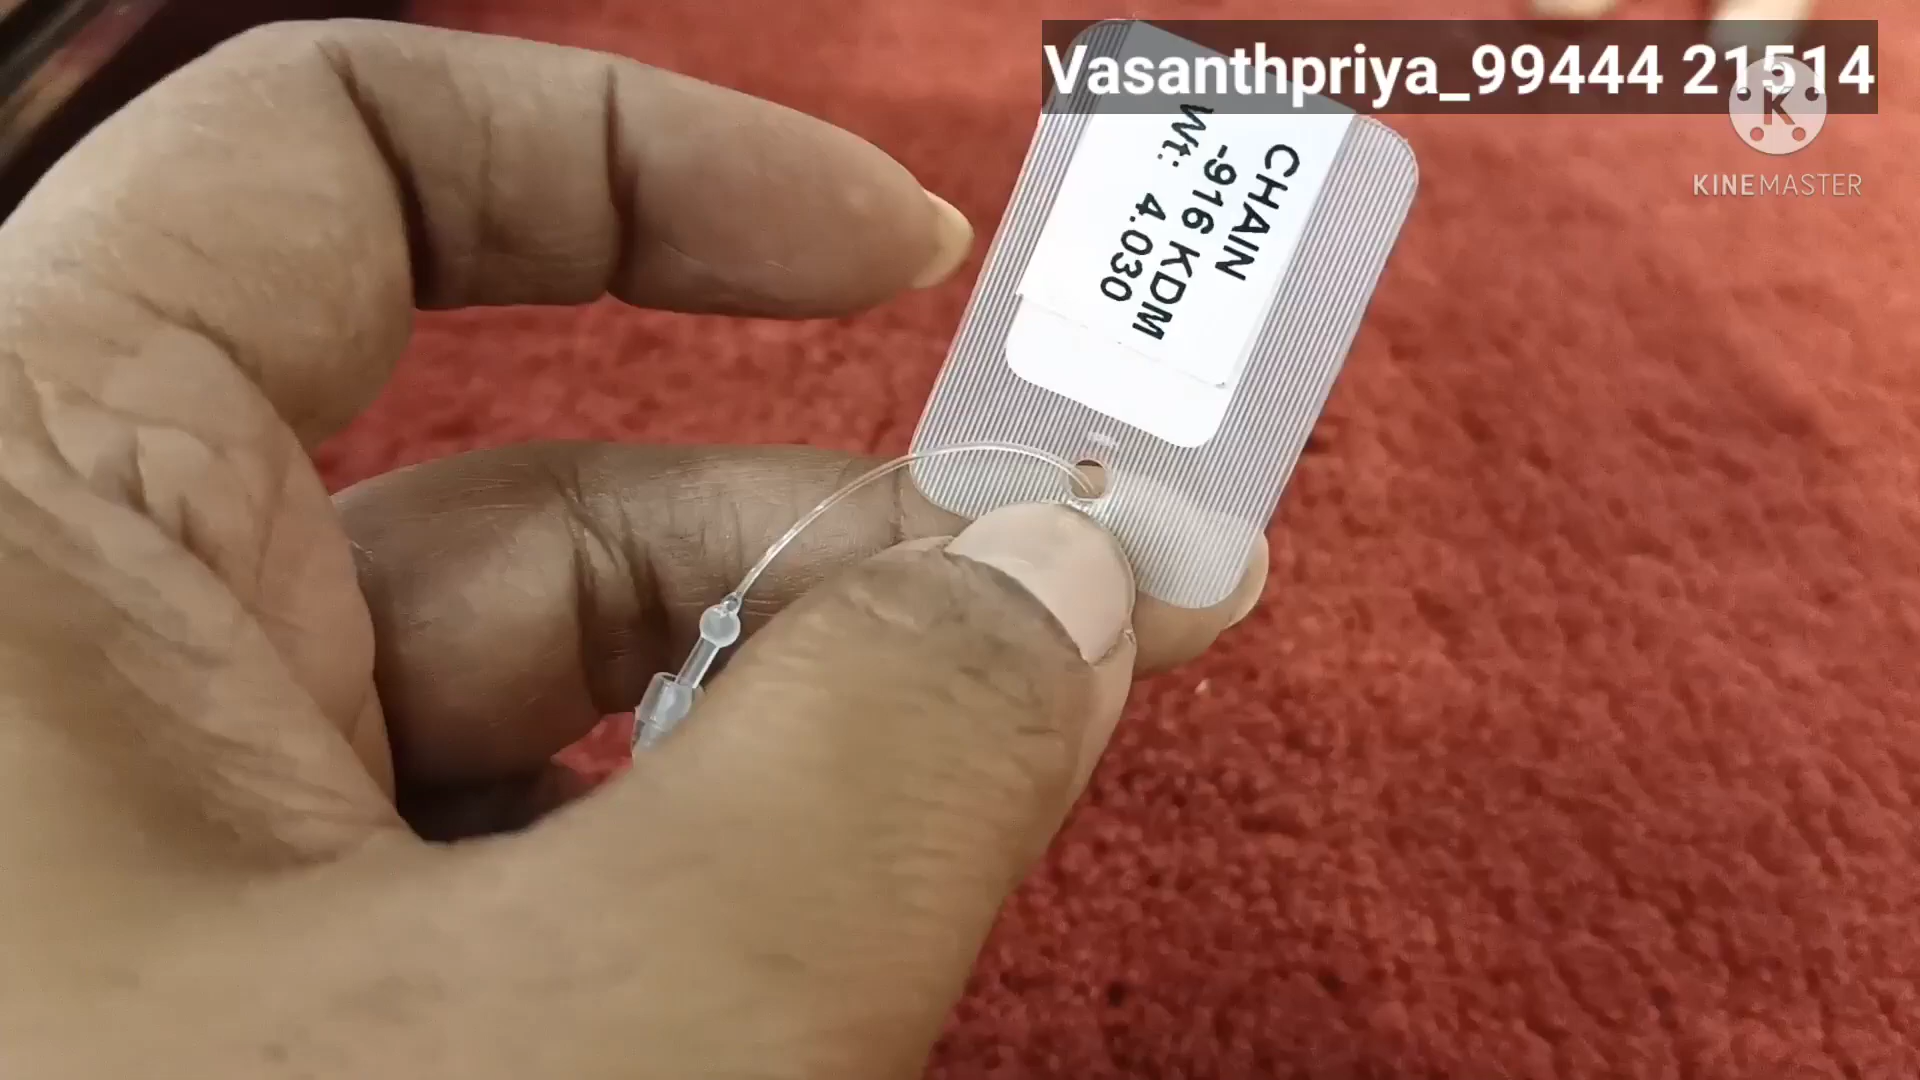 Vasanthpriya_99444 21514
K
KINEMASTER
CHAIN
-916 KDM
Wt: 4.030